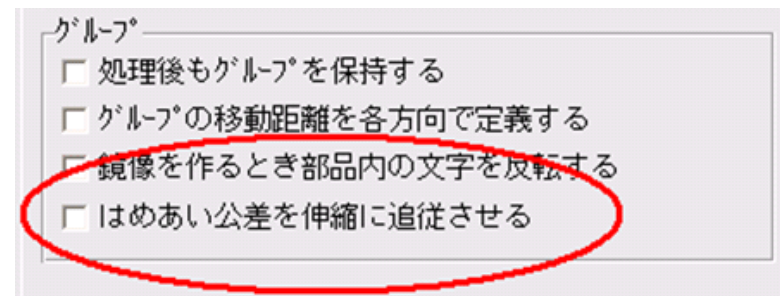 ｸﾞﾙｰﾌﾟ
処理後もｸﾞﾙｰﾌﾟを保持する
ｸﾞﾙｰﾌﾟの移動距離を各方向で定義する
鏡像を作るとき部品内の文字を反転する
はめあい公差を伸縮に追従させる